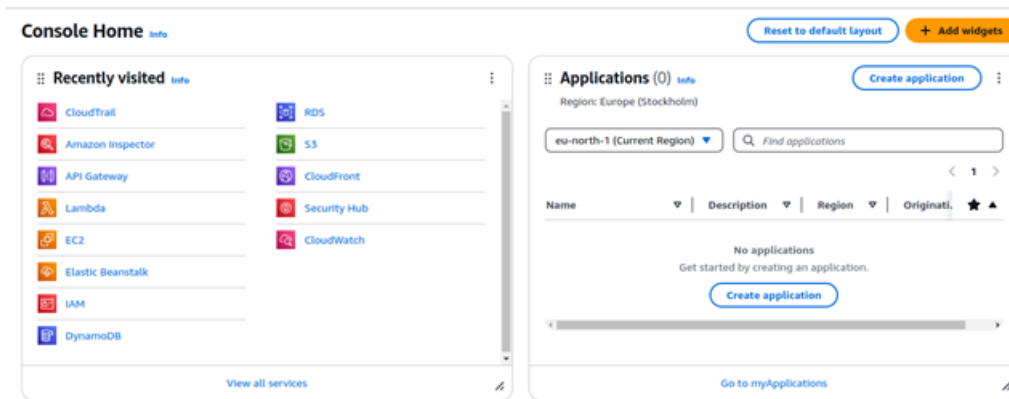 Console Home Info
Reset to default layout
+ Add widgets
Recently visited Info
CloudTrail
Amazon Inspector
API Gateway
Lambda
EC2
Elastic Beanstalk
IAM
DynamoDB
RDS
S3
CloudFront
Security Hub
CloudWatch
View all services
Applications (0) Info
Create application
Region: Europe (Stockholm)
eu-north-1 (Current Region)
Find applications
1
Name Description Region Originati.
No applications
Get started by creating an application.
Create application
Go to myApplications